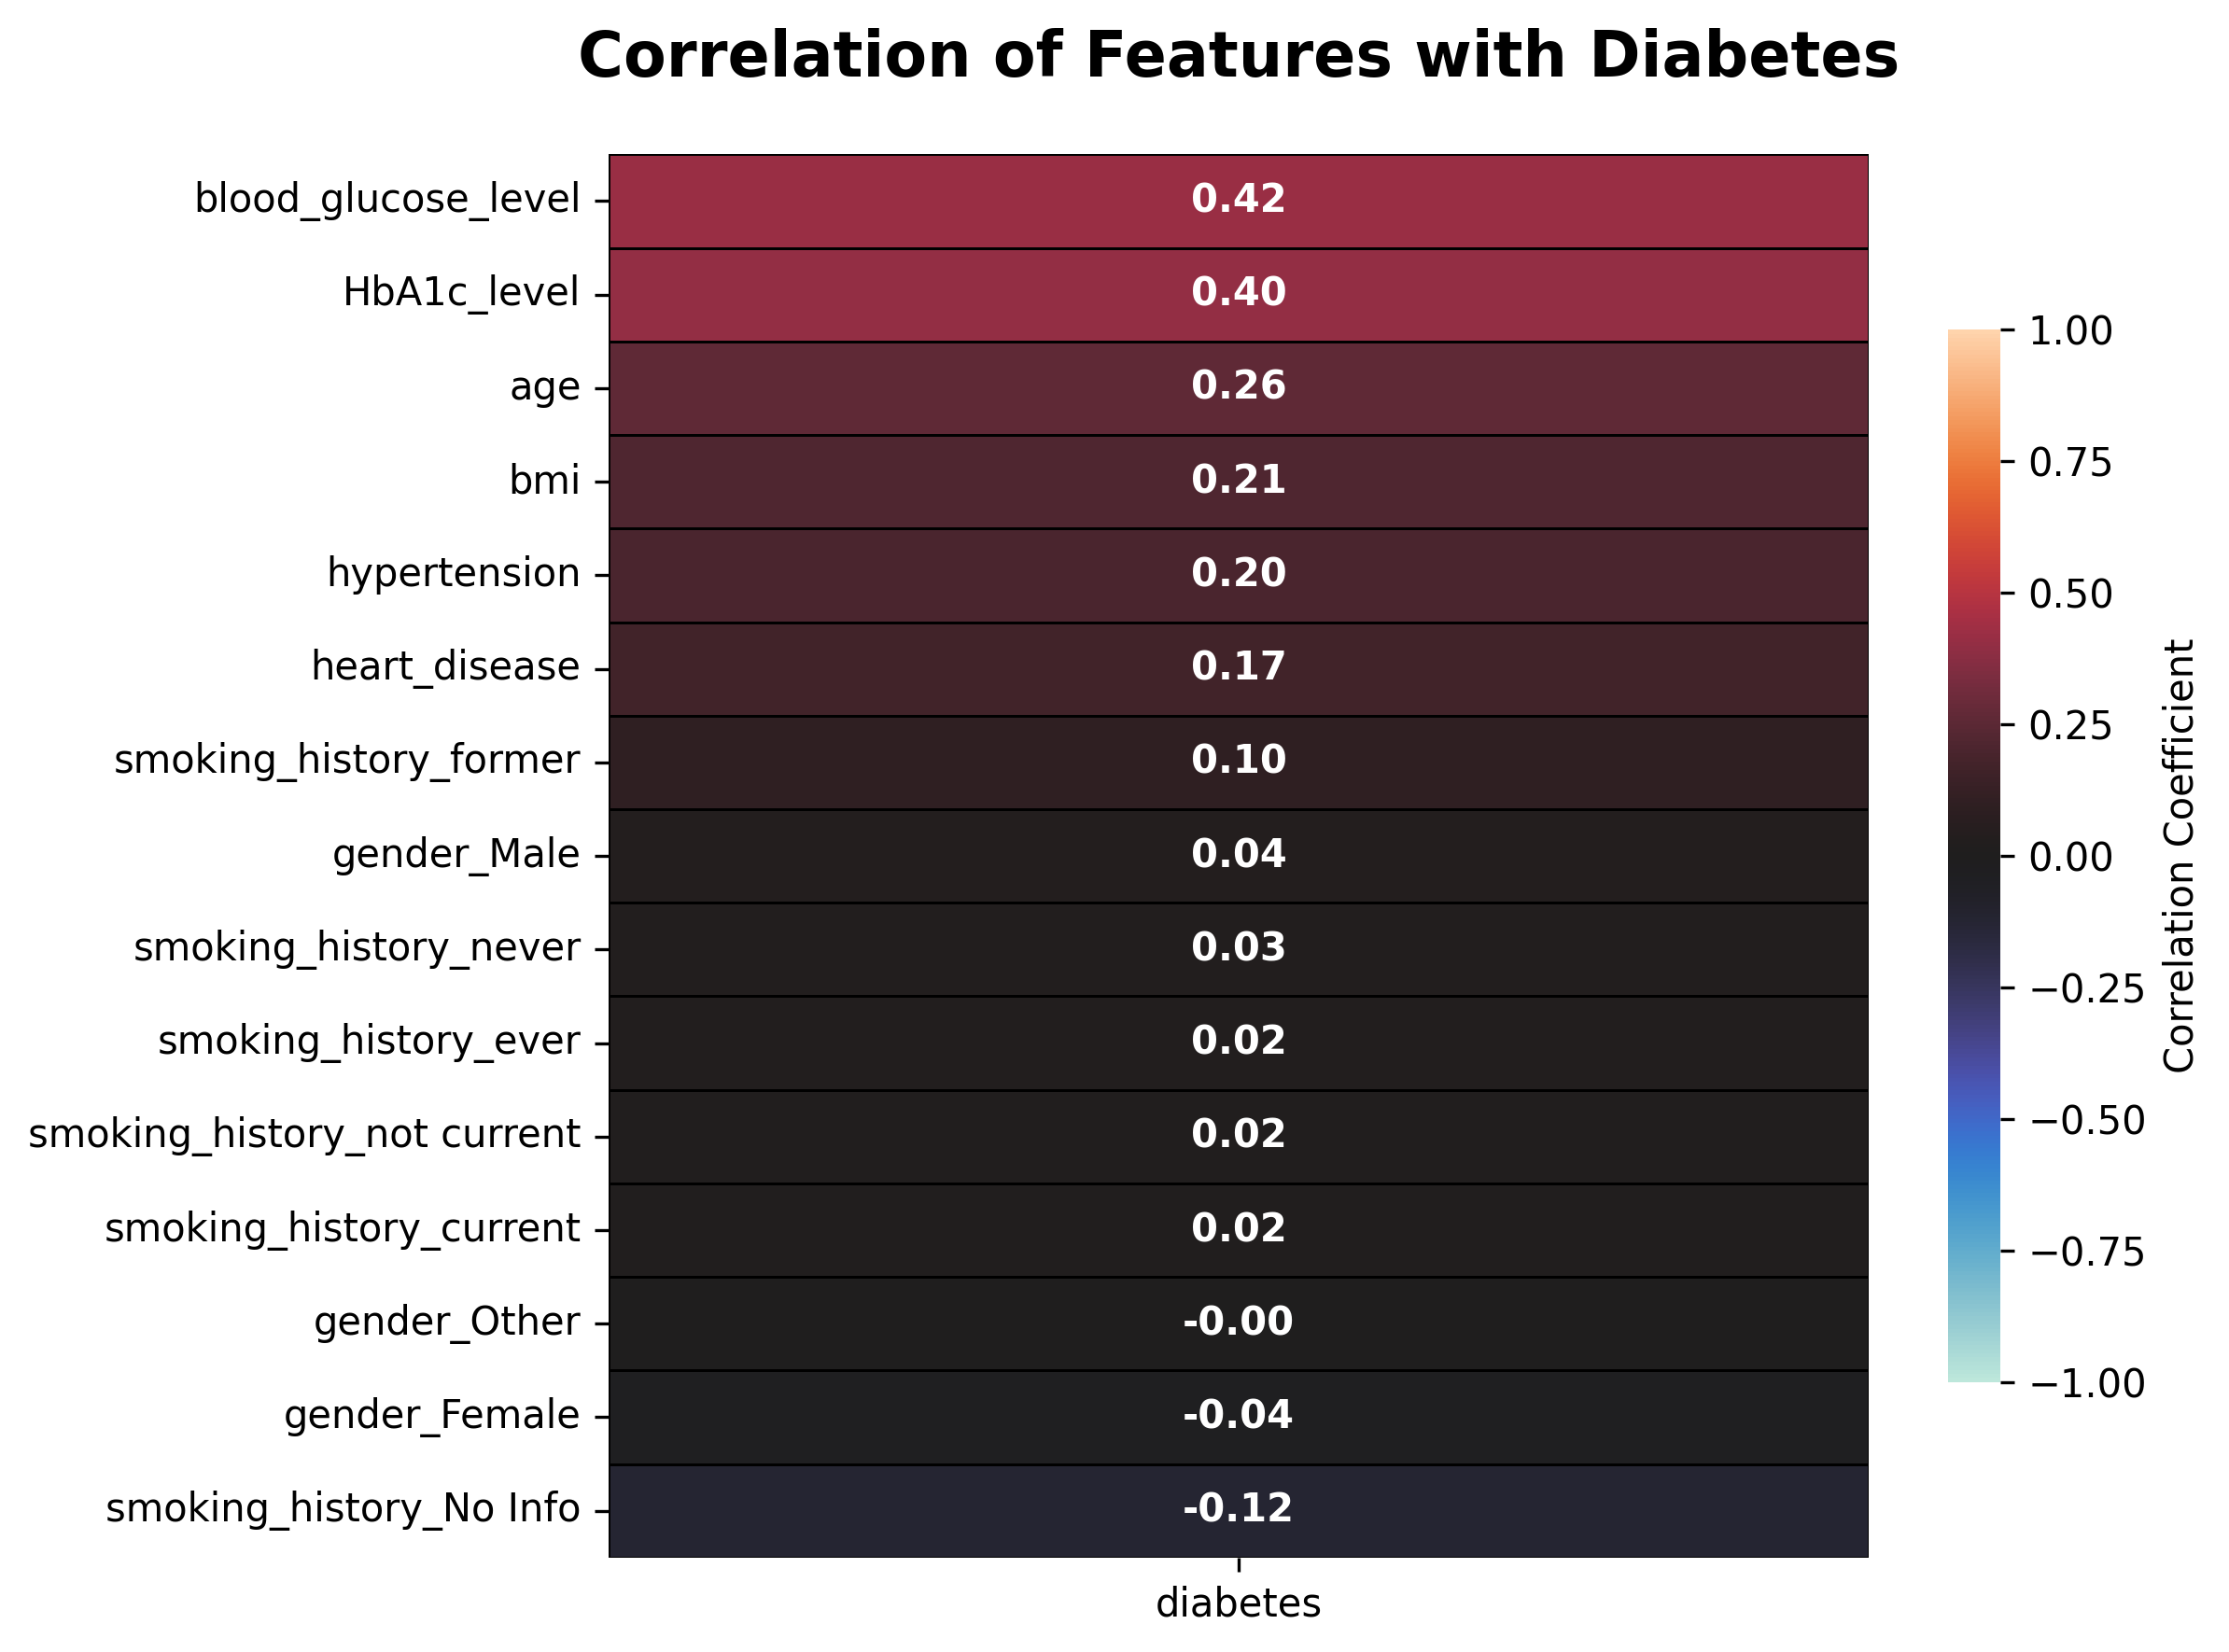 Correlation of Features with Diabetes
blood_glucose_level 0.42
HbA1c_level 0.40
age 0.26
bmi 0.21
hypertension 0.20
heart_disease 0.17
smoking_history_former 0.10
gender_Male 0.04
smoking_history_never 0.03
smoking_history_ever 0.02
smoking_history_not current 0.02
smoking_history_current 0.02
gender_Other -0.00
gender_Female -0.04
smoking_history_No Info -0.12
diabetes
1.00
0.75
0.50
0.25
0.00
−0.25
−0.50
−0.75
−1.00
Correlation Coefficient